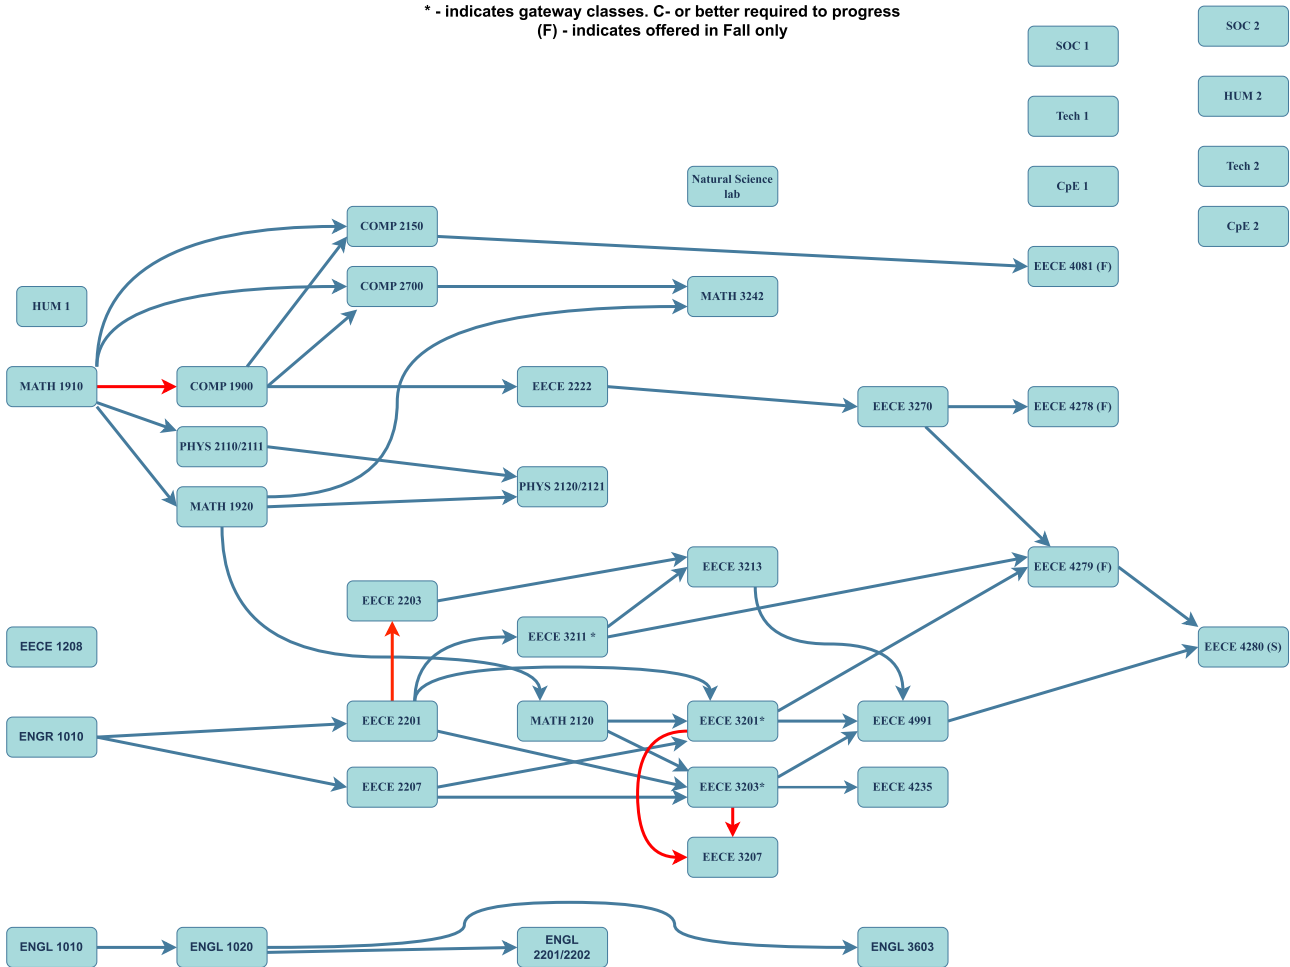 * - indicates gateway classes. C- or better required to progress
(F) - indicates offered in Fall only
SOC 1
SOC 2
Tech 1
HUM 2
Natural Science
lab
CpE 1
Tech 2
COMP 2150
CpE 2
EECE 4081 (F)
HUM 1
COMP 2700
MATH 3242
MATH 1910
COMP 1900
EECE 2222
EECE 3270
EECE 4278 (F)
PHYS 2110/2111
MATH 1920
PHYS 2120/2121
EECE 3213
EECE 4279 (F)
EECE 2203
EECE 3211 *
EECE 1208
EECE 4280 (S)
ENGR 1010
EECE 2201
MATH 2120
EECE 3201*
EECE 4991
EECE 2207
EECE 3203*
EECE 4235
EECE 3207
ENGL 1010
ENGL 1020
ENGL
2201/2202
ENGL 3603